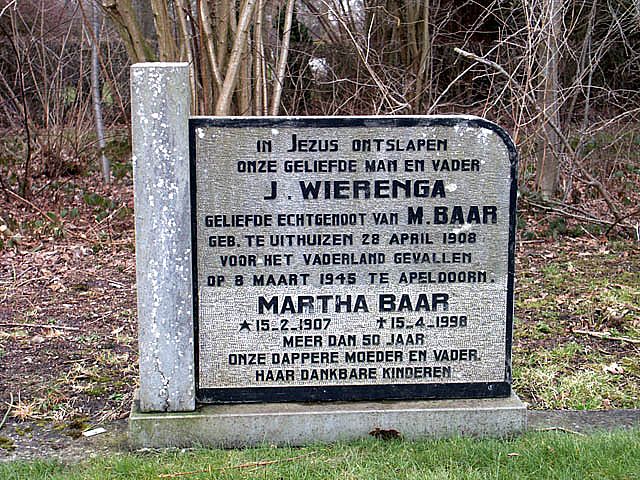 IN JEZUS ONTSLAPEN
ONZE GELIEFDE MAN EN VADER
J. WIERENGA
GELIEFDE ECHTGENOOT VAN M. BAAR
GEB. TE UITHUIZEN 28 APRIL 1908
VOOR HET VADERLAND GEVALLEN
OP 8 MAART 1945 TE APELDOORN.
MARTHA BAAR
★15-2-1907 ✝15-4-1998
MEER DAN 50 JAAR
ONZE DAPPERE MOEDER EN VADER.
HAAR DANKBARE KINDEREN